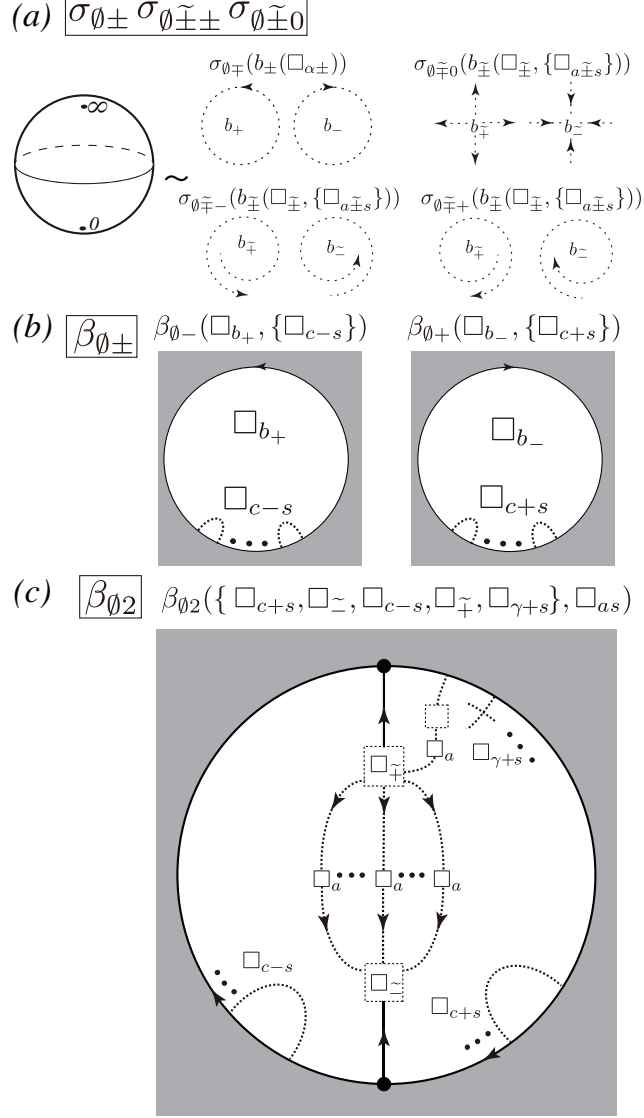 (a) σ∅± σ∅±̃± σ∅±̃0
∞
0
~
σ∅∓(b±(□α±))
b₊
b₋
σ∅∓̃0(b±̃(□±̃, {□a±̃s}))
b∓̃
b−̃
σ∅∓̃−(b±̃(□±̃, {□a±̃s}))
b∓̃
b−̃
σ∅∓̃+(b±̃(□±̃, {□a±̃s}))
b∓̃
b−̃
(b) β∅± β∅−(□b₊, {□c−s}) β∅+(□b₋, {□c+s})
□b₊
□c−s
□b₋
□c+s
(c) β∅2 β∅2({□c+s, □−̃, □c−s, □∓̃, □γ+s}, □as)
□a
□γ+s
□∓̃
□a □a □a
□c−s
□−̃
□c+s